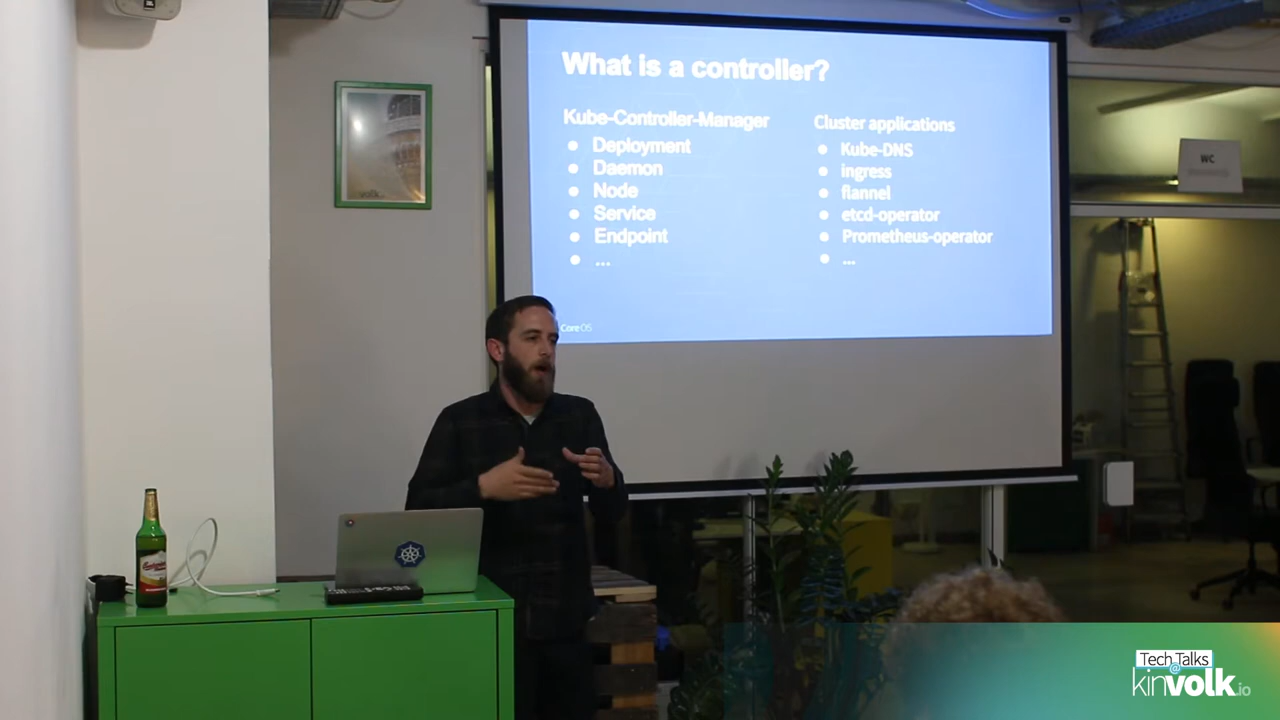 What is a controller?
Kube-Controller-Manager
Deployment
Daemon
Node
Service
Endpoint
...
Cluster applications
Kube-DNS
ingress
flannel
etcd-operator
Prometheus-operator
...
CoreOS
WC
volk
Tech Talks
@
kinvolk.io